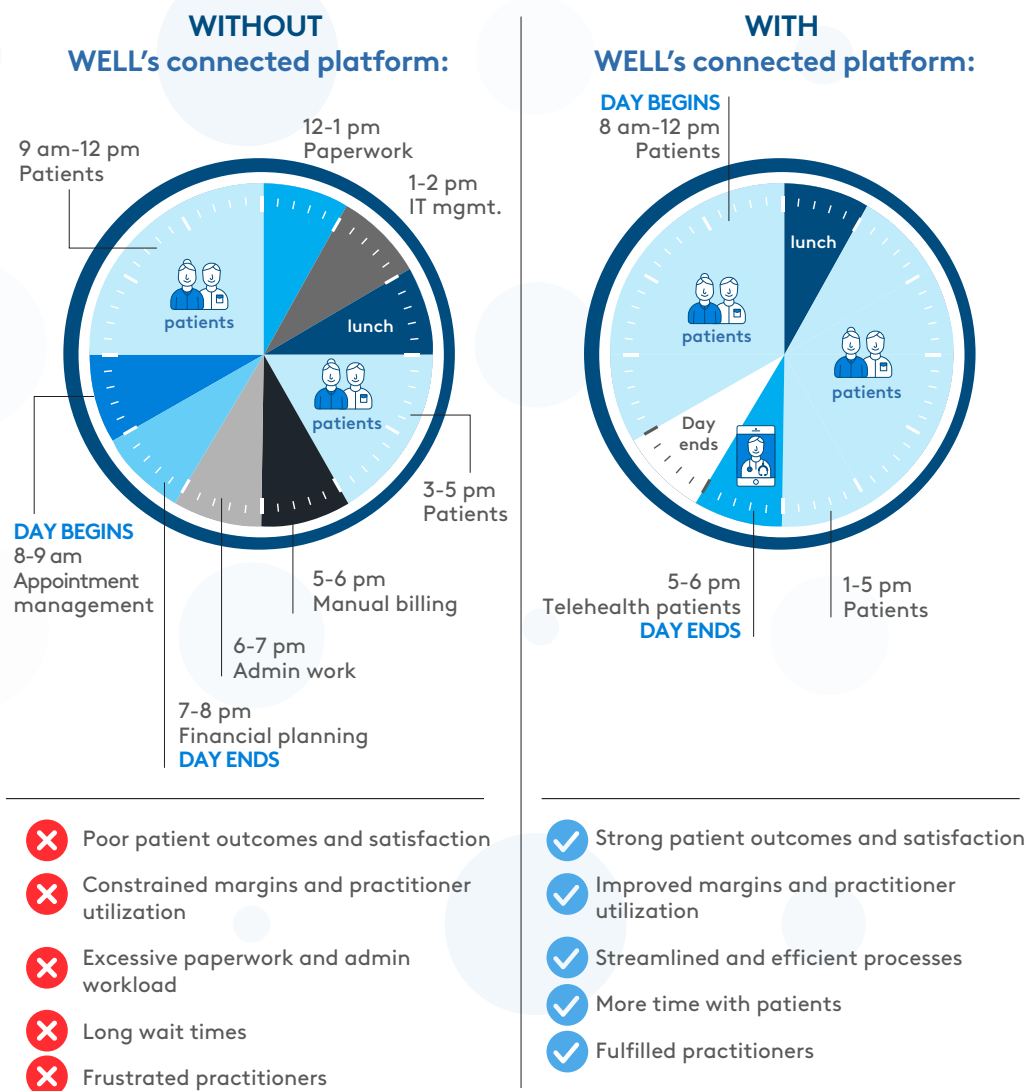 WITHOUT
WELL's connected platform:
12-1 pm
Paperwork
9 am-12 pm
Patients
1-2 pm
IT mgmt.
lunch
patients
patients
3-5 pm
Patients
DAY BEGINS
8-9 am
Appointment
management
5-6 pm
Manual billing
6-7 pm
Admin work
7-8 pm
Financial planning
DAY ENDS
Poor patient outcomes and satisfaction
Constrained margins and practitioner
utilization
Excessive paperwork and admin
workload
Long wait times
Frustrated practitioners
WITH
WELL's connected platform:
DAY BEGINS
8 am-12 pm
Patients
lunch
patients
patients
Day
ends
5-6 pm
Telehealth patients
DAY ENDS
1-5 pm
Patients
Strong patient outcomes and satisfaction
Improved margins and practitioner
utilization
Streamlined and efficient processes
More time with patients
Fulfilled practitioners